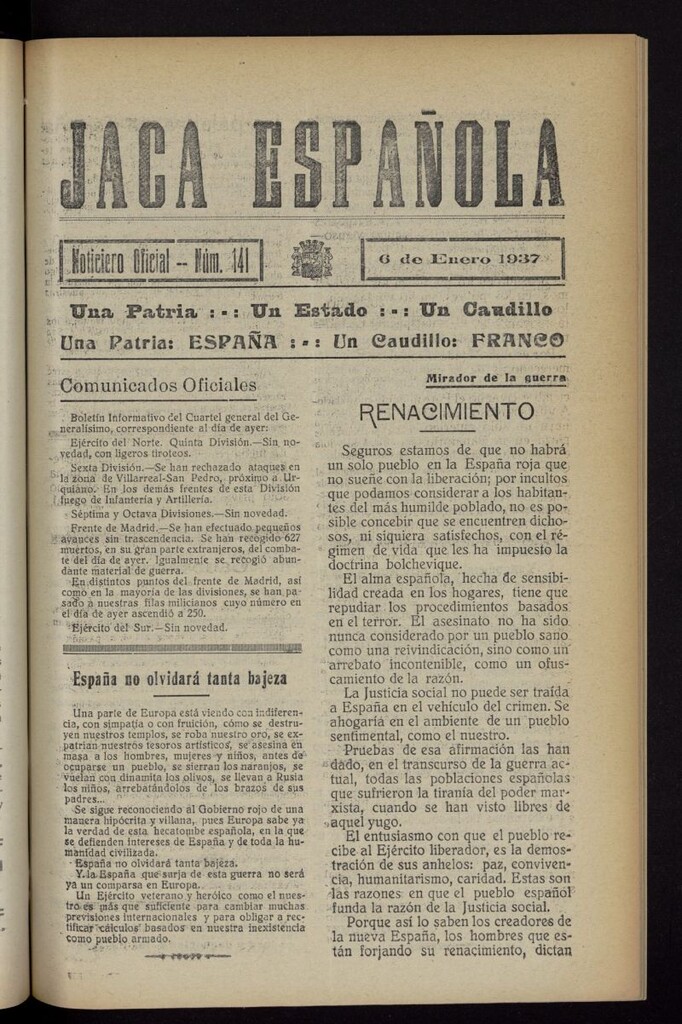 JACA ESPAÑOLA
Noticiero Oficial -- Núm. 141
6 de Enero 1937
Una Patria :-: Un Estado :-: Un Caudillo
Una Patria: ESPAÑA :-: Un Caudillo: FRANCO
Comunicados Oficiales
Boletín Informativo del Cuartel general del Ge-
neralísimo, correspondiente al día de ayer:
Ejército del Norte. Quinta División.—Sin no-
vedad, con ligeros tiroteos.
Sexta División.—Se han rechazado ataques en
la zona de Villarreal-San Pedro, próximo a Ur-
quiano. En los demás frentes de esta División
fuego de Infantería y Artillería.
Séptima y Octava Divisiones.—Sin novedad.
Frente de Madrid.—Se han efectuado pequeños
avances sin trascendencia. Se han recogido 627
muertos, en su gran parte extranjeros, del comba-
te del día de ayer. Igualmente se recogió abun-
dante material de guerra.
En distintos puntos del frente de Madrid, así
como en la mayoría de las divisiones, se han pa-
sado a nuestras filas milicianos cuyo número en
el día de ayer ascendió a 250.
Ejército del Sur.—Sin novedad.
España no olvidará tanta bajeza
Una parte de Europa está viendo con indiferen-
cia, con simpatía o con fruición, cómo se destru-
yen nuestros templos, se roba nuestro oro, se ex-
patrian nuestros tesoros artísticos, se asesina en
masa a los hombres, mujeres y niños, antes de
ocuparse un pueblo, se sierran los naranjos, se
vuelan con dinamita los olivos, se llevan a Rusia
los niños, arrebatándolos de los brazos de sus
padres...
Se sigue reconociendo al Gobierno rojo de una
manera hipócrita y villana, pues Europa sabe ya
la verdad de esta hecatombe española, en la que
se defienden intereses de España y de toda la hu-
manidad civilizada.
España no olvidará tanta bajeza.
Y la España que surja de esta guerra no será
ya un comparsa en Europa.
Un Ejército veterano y heróico como el nues-
tro es más que suficiente para cambiar muchas
previsiones internacionales y para obligar a rec-
tificar cálculos basados en nuestra inexistencia
como pueblo armado.
Mirador de la guerra
RENACIMIENTO
Seguros estamos de que no habrá
un solo pueblo en la España roja que
no sueñe con la liberación; por incultos
que podamos considerar a los habitan-
tes del más humilde poblado, no es po-
sible concebir que se encuentren dicho-
sos, ni siquiera satisfechos, con el ré-
gimen de vida que les ha impuesto la
doctrina bolchevique.
El alma española, hecha de sensibi-
lidad creada en los hogares, tiene que
repudiar los procedimientos basados
en el terror. El asesinato no ha sido
nunca considerado por un pueblo sano
como una reivindicación, sino como un
arrebato incontenible, como un ofus-
camiento de la razón.
La Justicia social no puede ser traída
a España en el vehículo del crimen. Se
ahogaría en el ambiente de un pueblo
sentimental, como el nuestro.
Pruebas de esa afirmación las han
dado, en el transcurso de la guerra ac-
tual, todas las poblaciones españolas
que sufrieron la tiranía del poder mar-
xista, cuando se han visto libres de
aquel yugo.
El entusiasmo con que el pueblo re-
cibe al Ejército liberador, es la demos-
tración de sus anhelos: paz, conviven-
cia, humanitarismo, caridad. Estas son
las razones en que el pueblo español
funda la razón de la Justicia social.
Porque así lo saben los creadores de
la nueva España, los hombres que es-
tán forjando su renacimiento, dictan